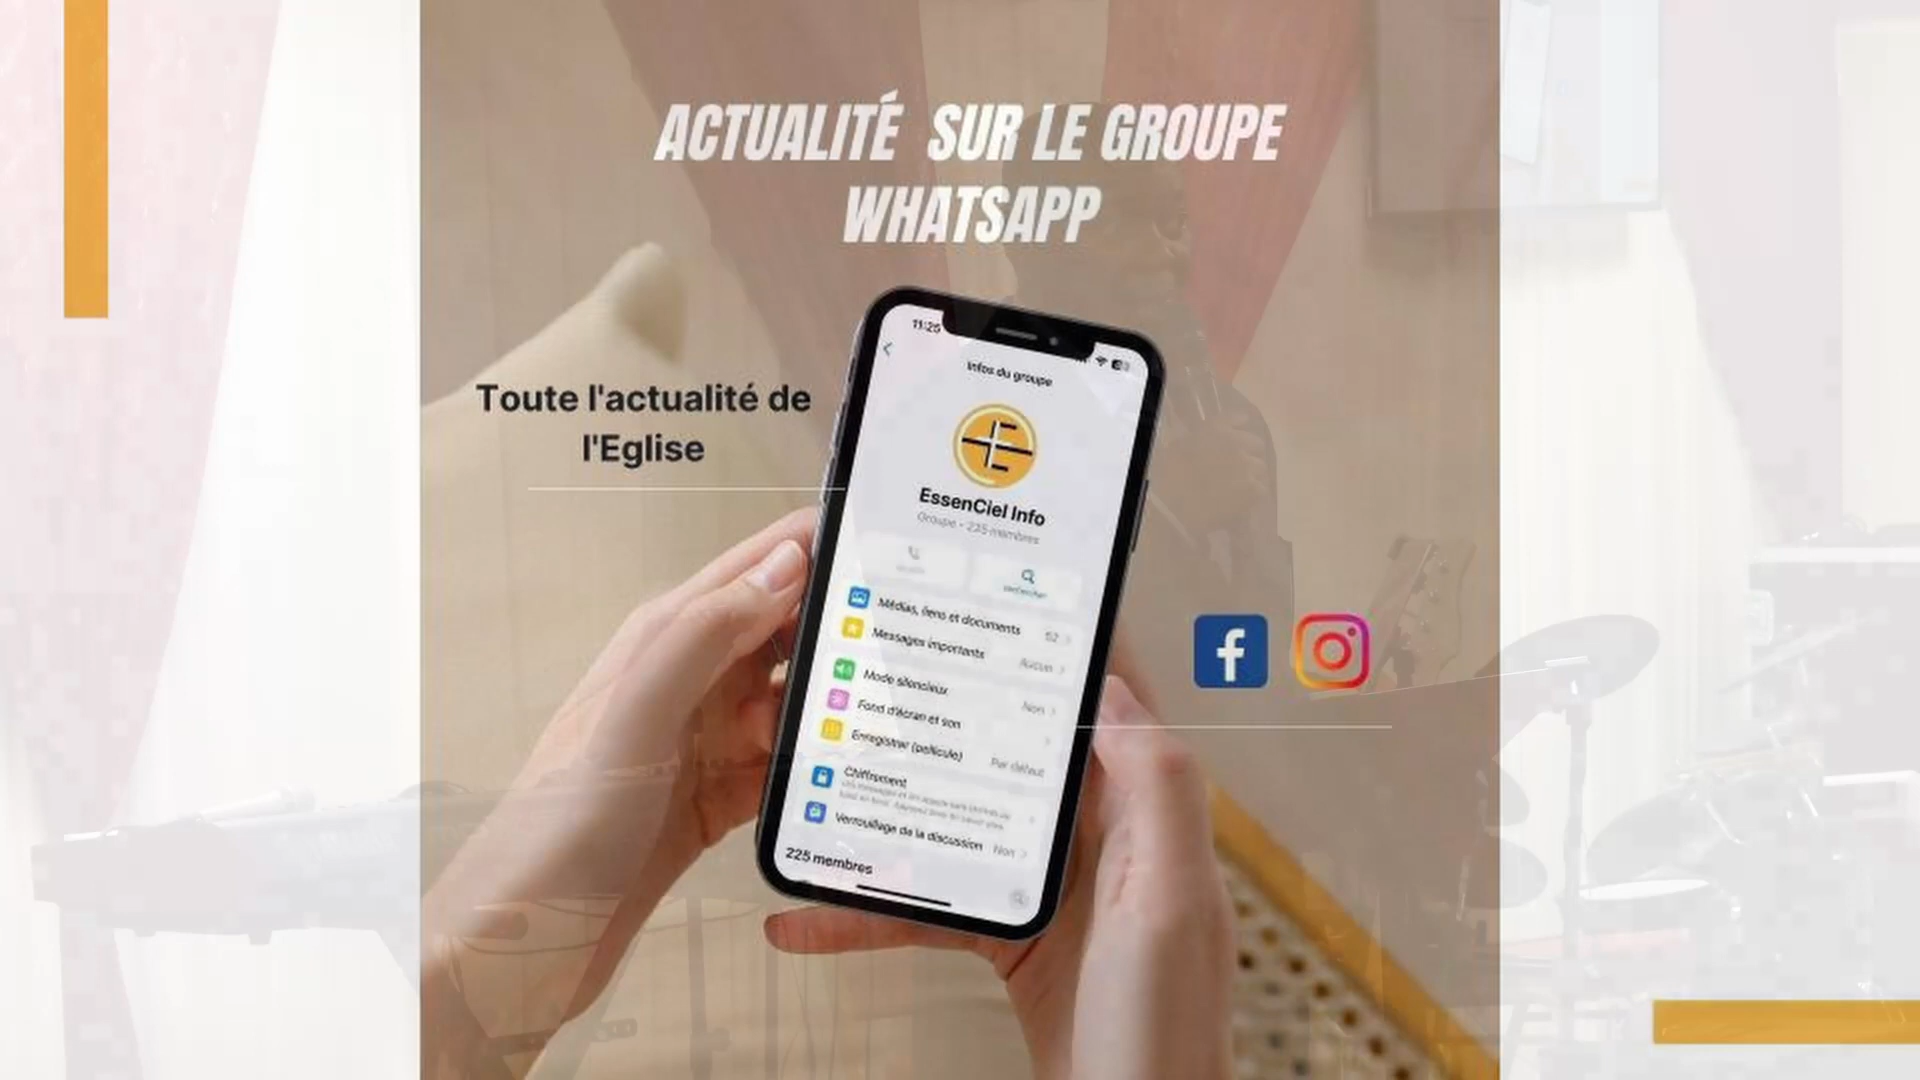 ACTUALITÉ SUR LE GROUPE
WHATSAPP
Toute l'actualité de
l'Eglise
11:25
Infos du groupe
EssenCiel Info
Groupe · 225 membres
rechercher
Médias, liens et documents 52
Messages importants Aucun
Mode silencieux Non
Fond d'écran et son
Enregistrer (pellicule) Par défaut
Chiffrement
Verrouillage de la discussion Non
225 membres